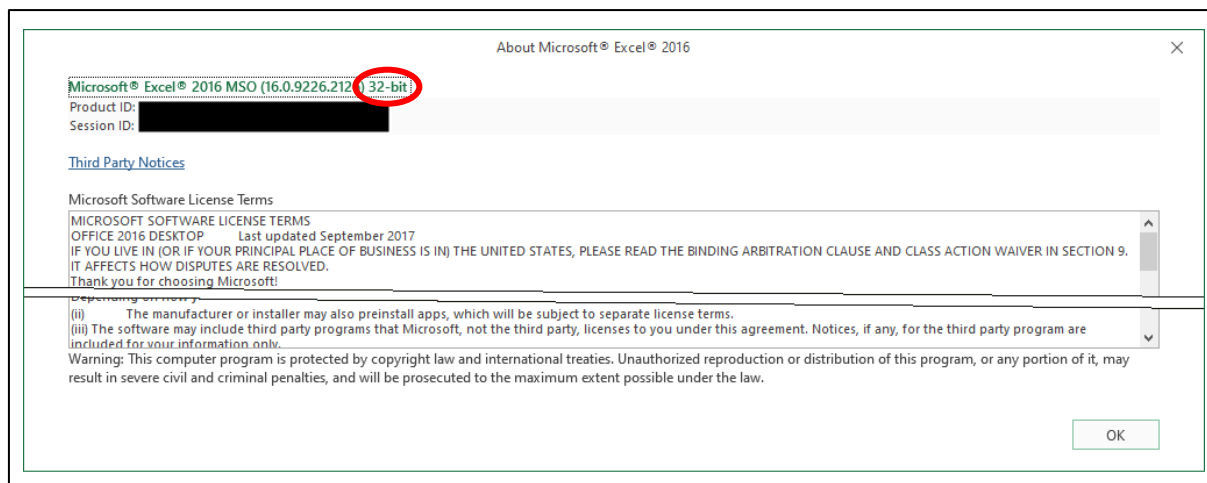 About Microsoft® Excel® 2016
Microsoft® Excel® 2016 MSO (16.0.9226.212 ) 32-bit
Product ID:
Session ID:
Third Party Notices
Microsoft Software License Terms
MICROSOFT SOFTWARE LICENSE TERMS
OFFICE 2016 DESKTOP Last updated September 2017
IF YOU LIVE IN (OR IF YOUR PRINCIPAL PLACE OF BUSINESS IS IN) THE UNITED STATES, PLEASE READ THE BINDING ARBITRATION CLAUSE AND CLASS ACTION WAIVER IN SECTION 9.
IT AFFECTS HOW DISPUTES ARE RESOLVED.
Thank you for choosing Microsoft!
Depending on how y
(ii) The manufacturer or installer may also preinstall apps, which will be subject to separate license terms.
(iii) The software may include third party programs that Microsoft, not the third party, licenses to you under this agreement. Notices, if any, for the third party program are
included for your information only.
Warning: This computer program is protected by copyright law and international treaties. Unauthorized reproduction or distribution of this program, or any portion of it, may
result in severe civil and criminal penalties, and will be prosecuted to the maximum extent possible under the law.
OK